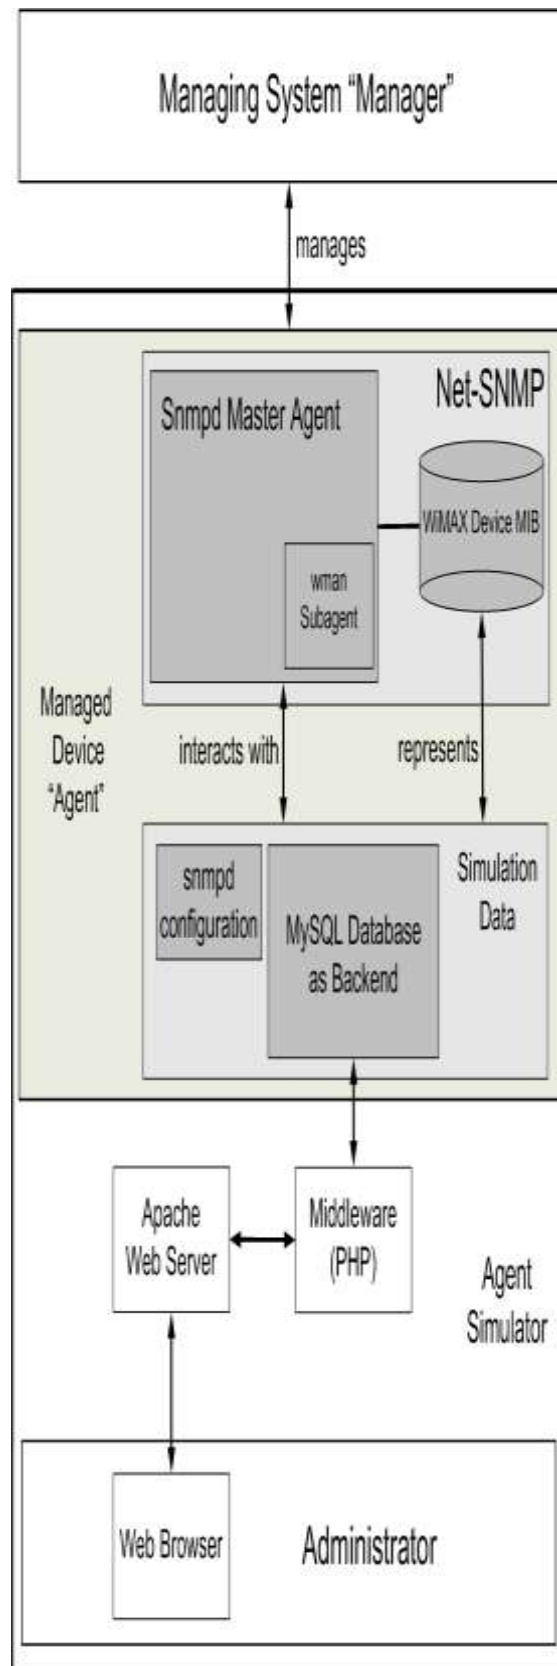 Managing System “Manager”
manages
Net-SNMP
Snmpd Master Agent
WiMAX Device MIB
wman
Subagent
Managed
Device
“Agent”
interacts with
represents
snmpd
configuration
MySQL Database
as Backend
Simulation
Data
Apache
Web Server
Middleware
(PHP)
Agent
Simulator
Web Browser
Administrator